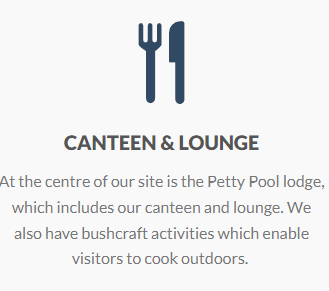 CANTEEN & LOUNGE
At the centre of our site is the Petty Pool lodge,
which includes our canteen and lounge. We
also have bushcraft activities which enable
visitors to cook outdoors.